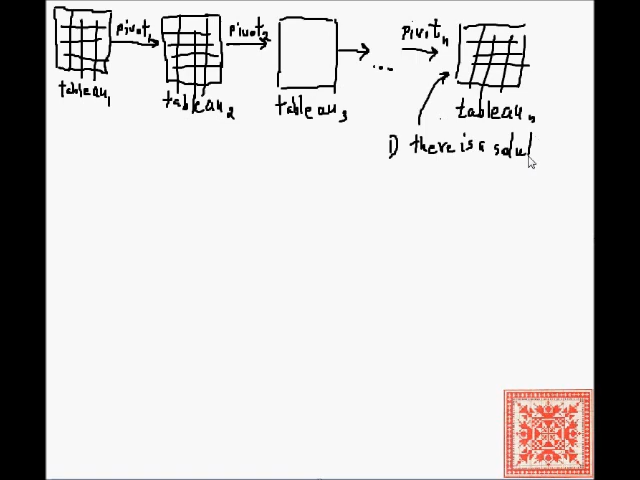 pivot₁ pivot₂ pivotₙ
...
tableau₁ tableau₂ tableau₃ tableauₙ
1) there is a solu